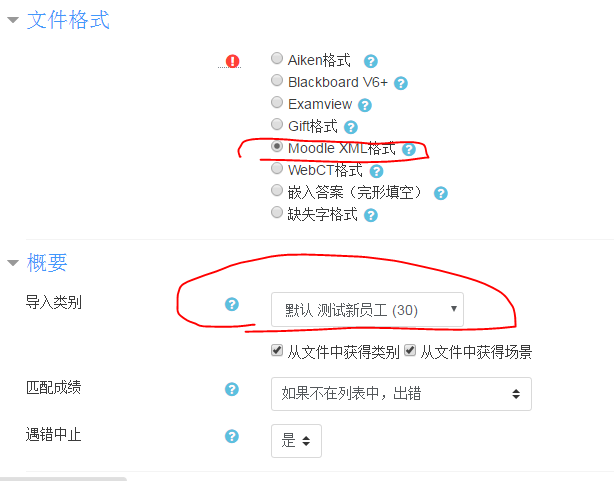 文件格式
Aiken格式
Blackboard V6+
Examview
Gift格式
Moodle XML格式
WebCT格式
嵌入答案（完形填空）
缺失字格式
概要
导入类别 默认 测试新员工 (30)
从文件中获得类别 从文件中获得场景
匹配成绩 如果不在列表中，出错
遇错中止 是